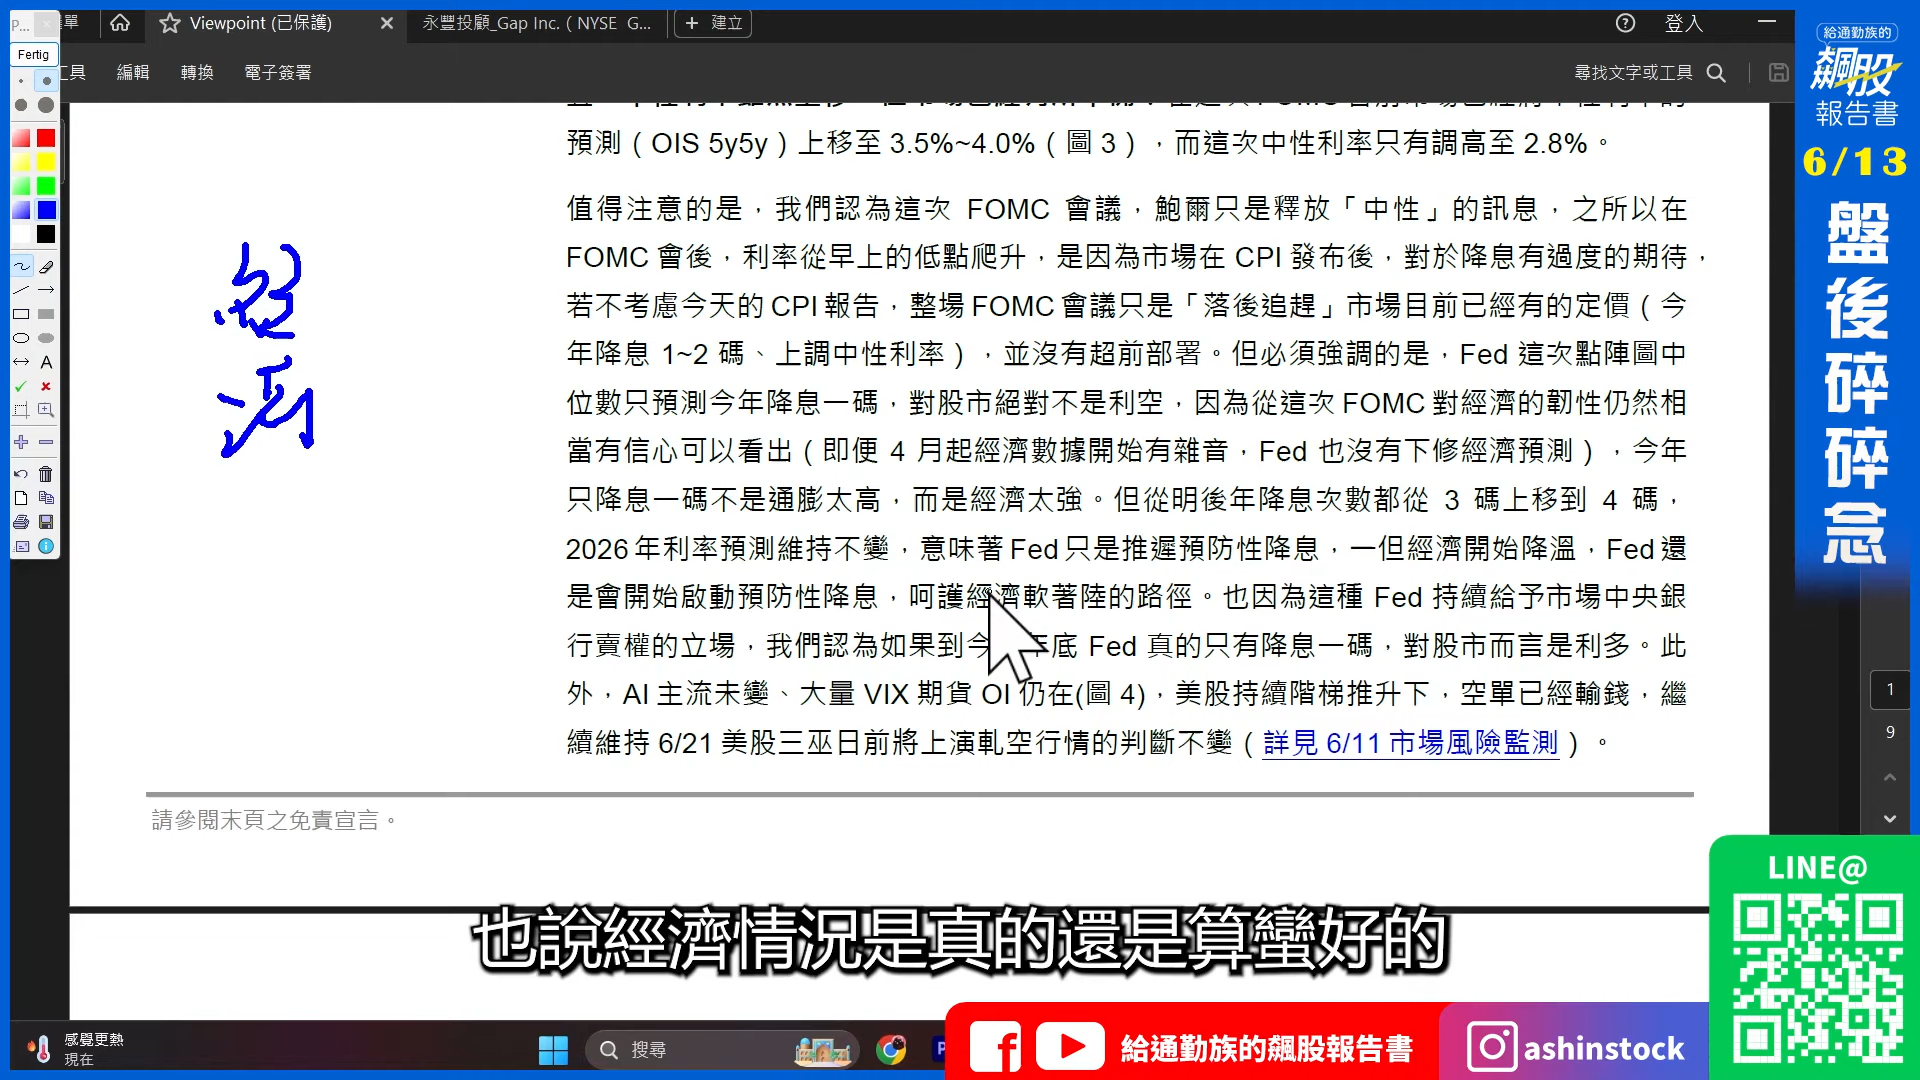 單
Viewpoint (已保護)
永豐投顧_Gap Inc. ( NYSE G...
建立
登入
Fertig
工具
編輯
轉換
電子簽署
尋找文字或工具
預測（OIS 5y5y）上移至 3.5%~4.0%（圖 3），而這次中性利率只有調高至 2.8%。
值得注意的是，我們認為這次 FOMC 會議，鮑爾只是釋放「中性」的訊息，之所以在
FOMC 會後，利率從早上的低點爬升，是因為市場在 CPI 發布後，對於降息有過度的期待，
若不考慮今天的 CPI 報告，整場 FOMC 會議只是「落後追趕」市場目前已經有的定價（今
年降息 1~2 碼、上調中性利率），並沒有超前部署。但必須強調的是，Fed 這次點陣圖中
位數只預測今年降息一碼，對股市絕對不是利空，因為從這次 FOMC 對經濟的韌性仍然相
當有信心可以看出（即便 4 月起經濟數據開始有雜音，Fed 也沒有下修經濟預測），今年
只降息一碼不是通膨太高，而是經濟太強。但從明後年降息次數都從 3 碼上移到 4 碼，
2026 年利率預測維持不變，意味著 Fed 只是推遲預防性降息，一但經濟開始降溫，Fed 還
是會開始啟動預防性降息，呵護經濟軟著陸的路徑。也因為這種 Fed 持續給予市場中央銀
行賣權的立場，我們認為如果到今年底 Fed 真的只有降息一碼，對股市而言是利多。此
外，AI 主流未變、大量 VIX 期貨 OI 仍在(圖 4)，美股持續階梯推升下，空單已經輸錢，繼
續維持 6/21 美股三巫日前將上演軋空行情的判斷不變（詳見 6/11 市場風險監測）。
請參閱末頁之免責宣言。
1
9
給通勤族的
飆股
報告書
6/13
盤後碎碎念
也說經濟情況是真的還是算蠻好的
LINE@
感覺更熱
現在
搜尋
給通勤族的飆股報告書
ashinstock